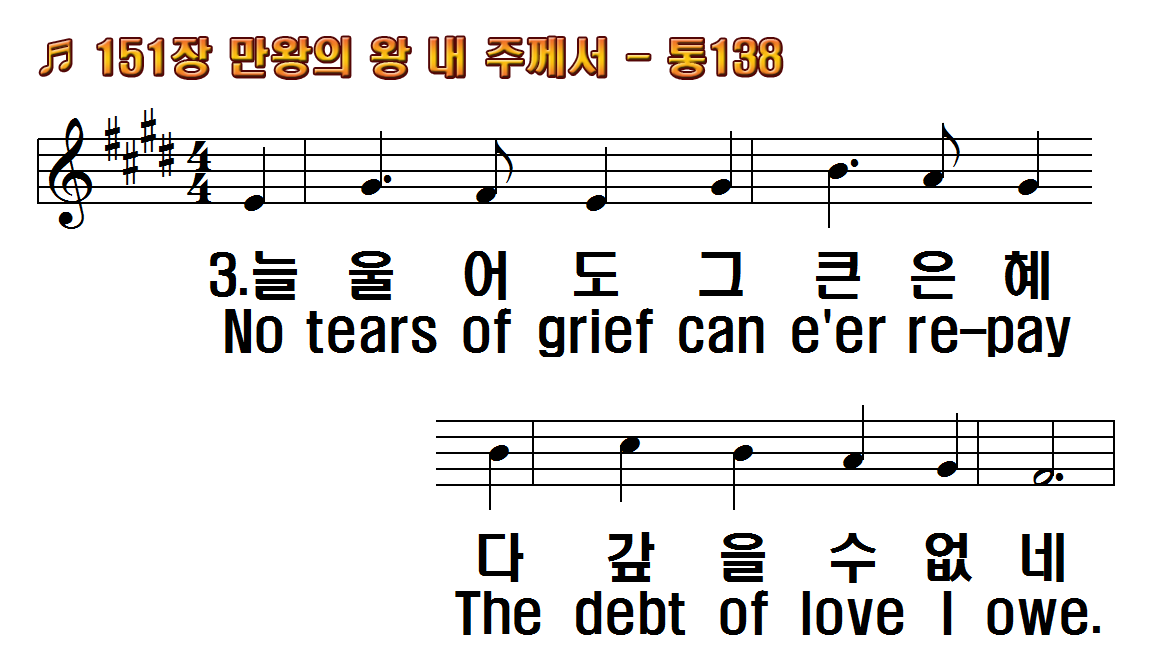 ♬ 151장 만왕의 왕 내 주께서 - 통138
3.늘 울 어 도 그 큰 은 혜
No tears of grief can e'er re-pay
다 갚 을 수 없 네
The debt of love I owe.